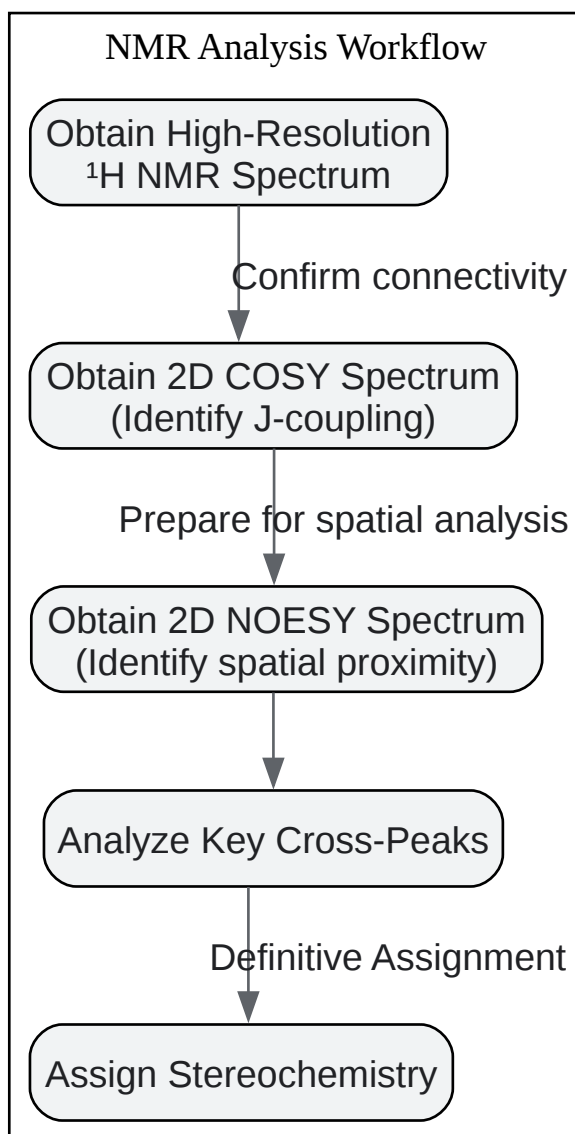 NMR Analysis Workflow
Obtain High-Resolution
¹H NMR Spectrum
Confirm connectivity
Obtain 2D COSY Spectrum
(Identify J-coupling)
Prepare for spatial analysis
Obtain 2D NOESY Spectrum
(Identify spatial proximity)
Analyze Key Cross-Peaks
Definitive Assignment
Assign Stereochemistry